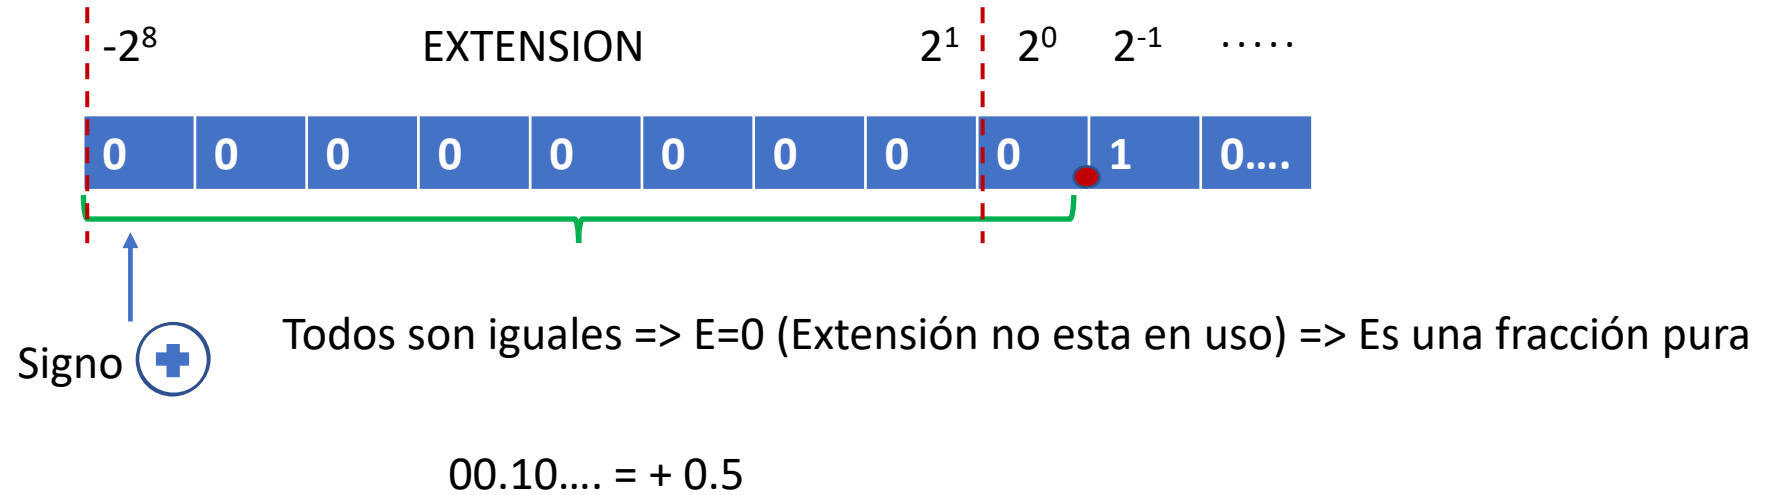 -2⁸ EXTENSION 2¹ 2⁰ 2⁻¹ .....
0 0 0 0 0 0 0 0 0 1 0....
Todos son iguales => E=0 (Extensión no esta en uso) => Es una fracción pura
Signo
00.10.... = + 0.5